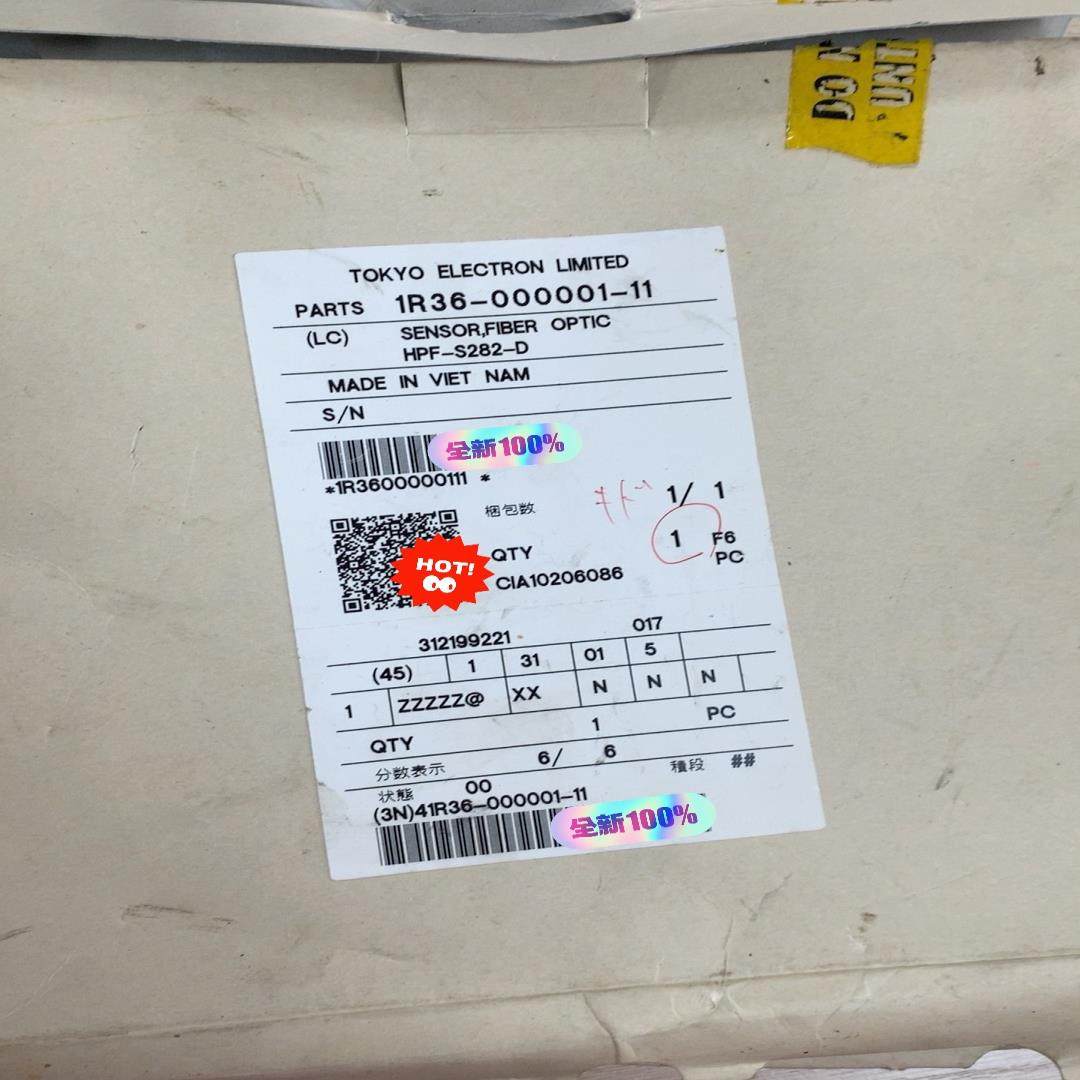 DO N
UNTI
TOKYO ELECTRON LIMITED
PARTS 1R36-000001-11
(LC) SENSOR,FIBER OPTIC
HPF-S282-D
MADE IN VIET NAM
S/N
全新100%
*1R3600000111 *
梱包数 1/ 1
HOT!
QTY 1 F6
PC
CIA10206086
312199221 017
(45) 1 31 01 5
1 ZZZZZ@ XX N N N
QTY 1 PC
分数表示 6/ 6 積段 ##
状態 00
(3N)41R36-000001-11
全新100%